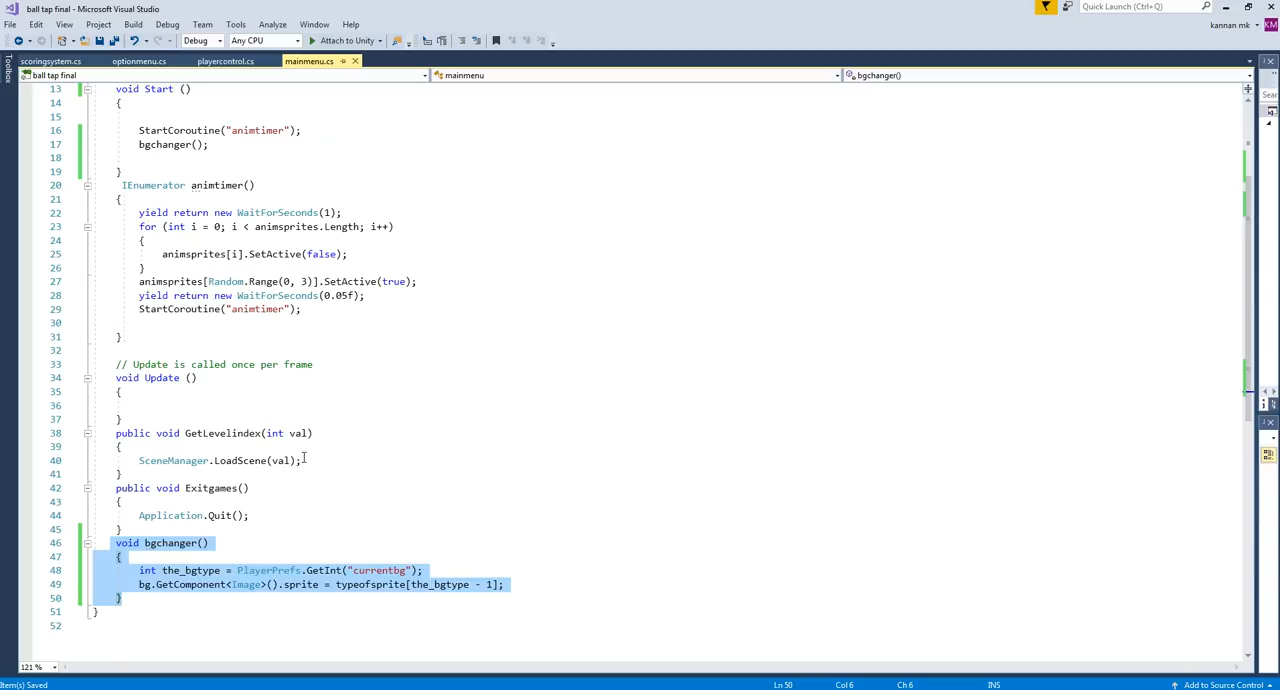 ball tap final - Microsoft Visual Studio
Quick Launch (Ctrl+Q)
File Edit View Project Build Debug Team Tools Test Analyze Window Help
kannan mk KM
Debug Any CPU Attach to Unity
Toolbox
scoringsystem.cs optionmenu.cs playercontrol.cs mainmenu.cs
ball tap final mainmenu bgchanger()
Sear
13 void Start ()
14 {
15
16 StartCoroutine("animtimer");
17 bgchanger();
18
19 }
20 IEnumerator animtimer()
21 {
22 yield return new WaitForSeconds(1);
23 for (int i = 0; i < animsprites.Length; i++)
24 {
25 animsprites[i].SetActive(false);
26 }
27 animsprites[Random.Range(0, 3)].SetActive(true);
28 yield return new WaitForSeconds(0.05f);
29 StartCoroutine("animtimer");
30
31 }
32
33 // Update is called once per frame
34 void Update ()
35 {
36
37 }
38 public void GetLevelindex(int val)
39 {
40 SceneManager.LoadScene(val);
41 }
42 public void Exitgames()
43 {
44 Application.Quit();
45 }
46 void bgchanger()
47 {
48 int the_bgtype = PlayerPrefs.GetInt("currentbg");
49 bg.GetComponent<Image>().sprite = typeofsprite[the_bgtype - 1];
50 }
51 }
52
121 %
Item(s) Saved Ln 50 Col 6 Ch 6 INS Add to Source Control